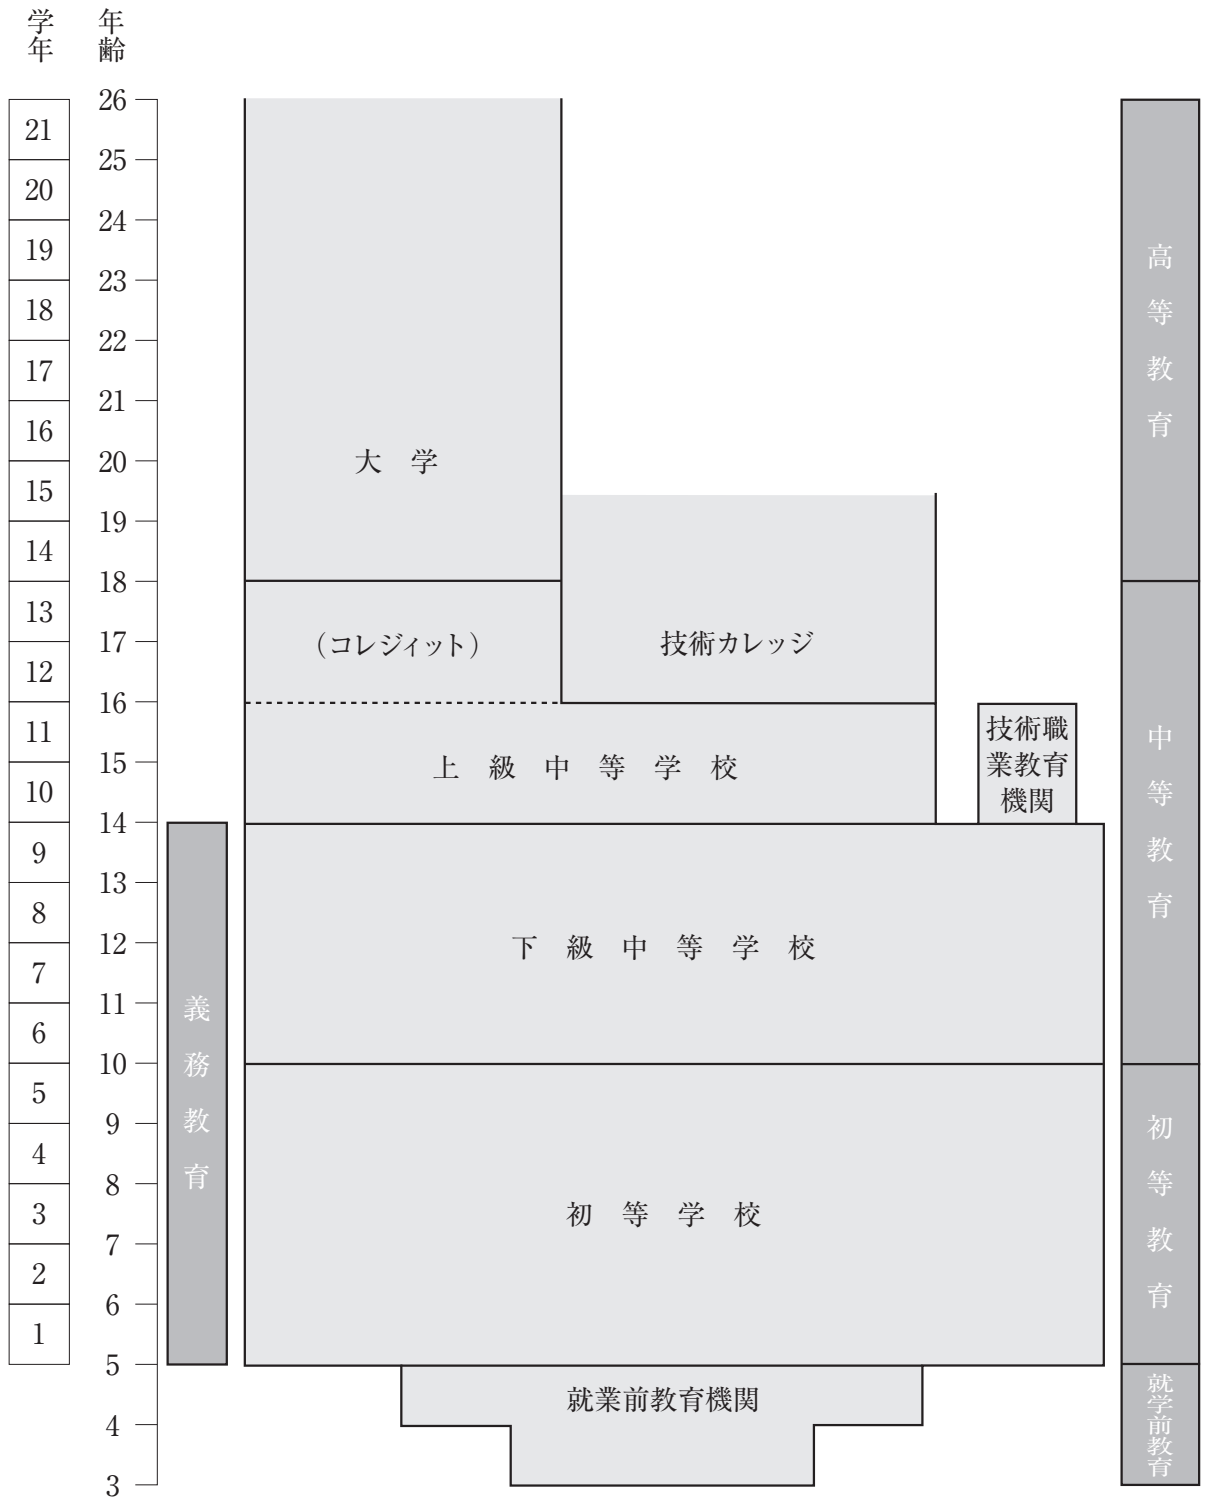 学年
年齢
26
21
25
20
24
19
23
18
22
17
21
16
20
15
19
14
18
13
17
12
16
11
15
10
14
9
13
8
12
7
11
6
10
5
9
4
8
3
7
2
6
1
5
4
3
義務教育
大学
(コレジィット)
技術カレッジ
上級中等学校
技術職
業教育
機関
下級中等学校
初等学校
就業前教育機関
高等教育
中等教育
初等教育
就学前教育